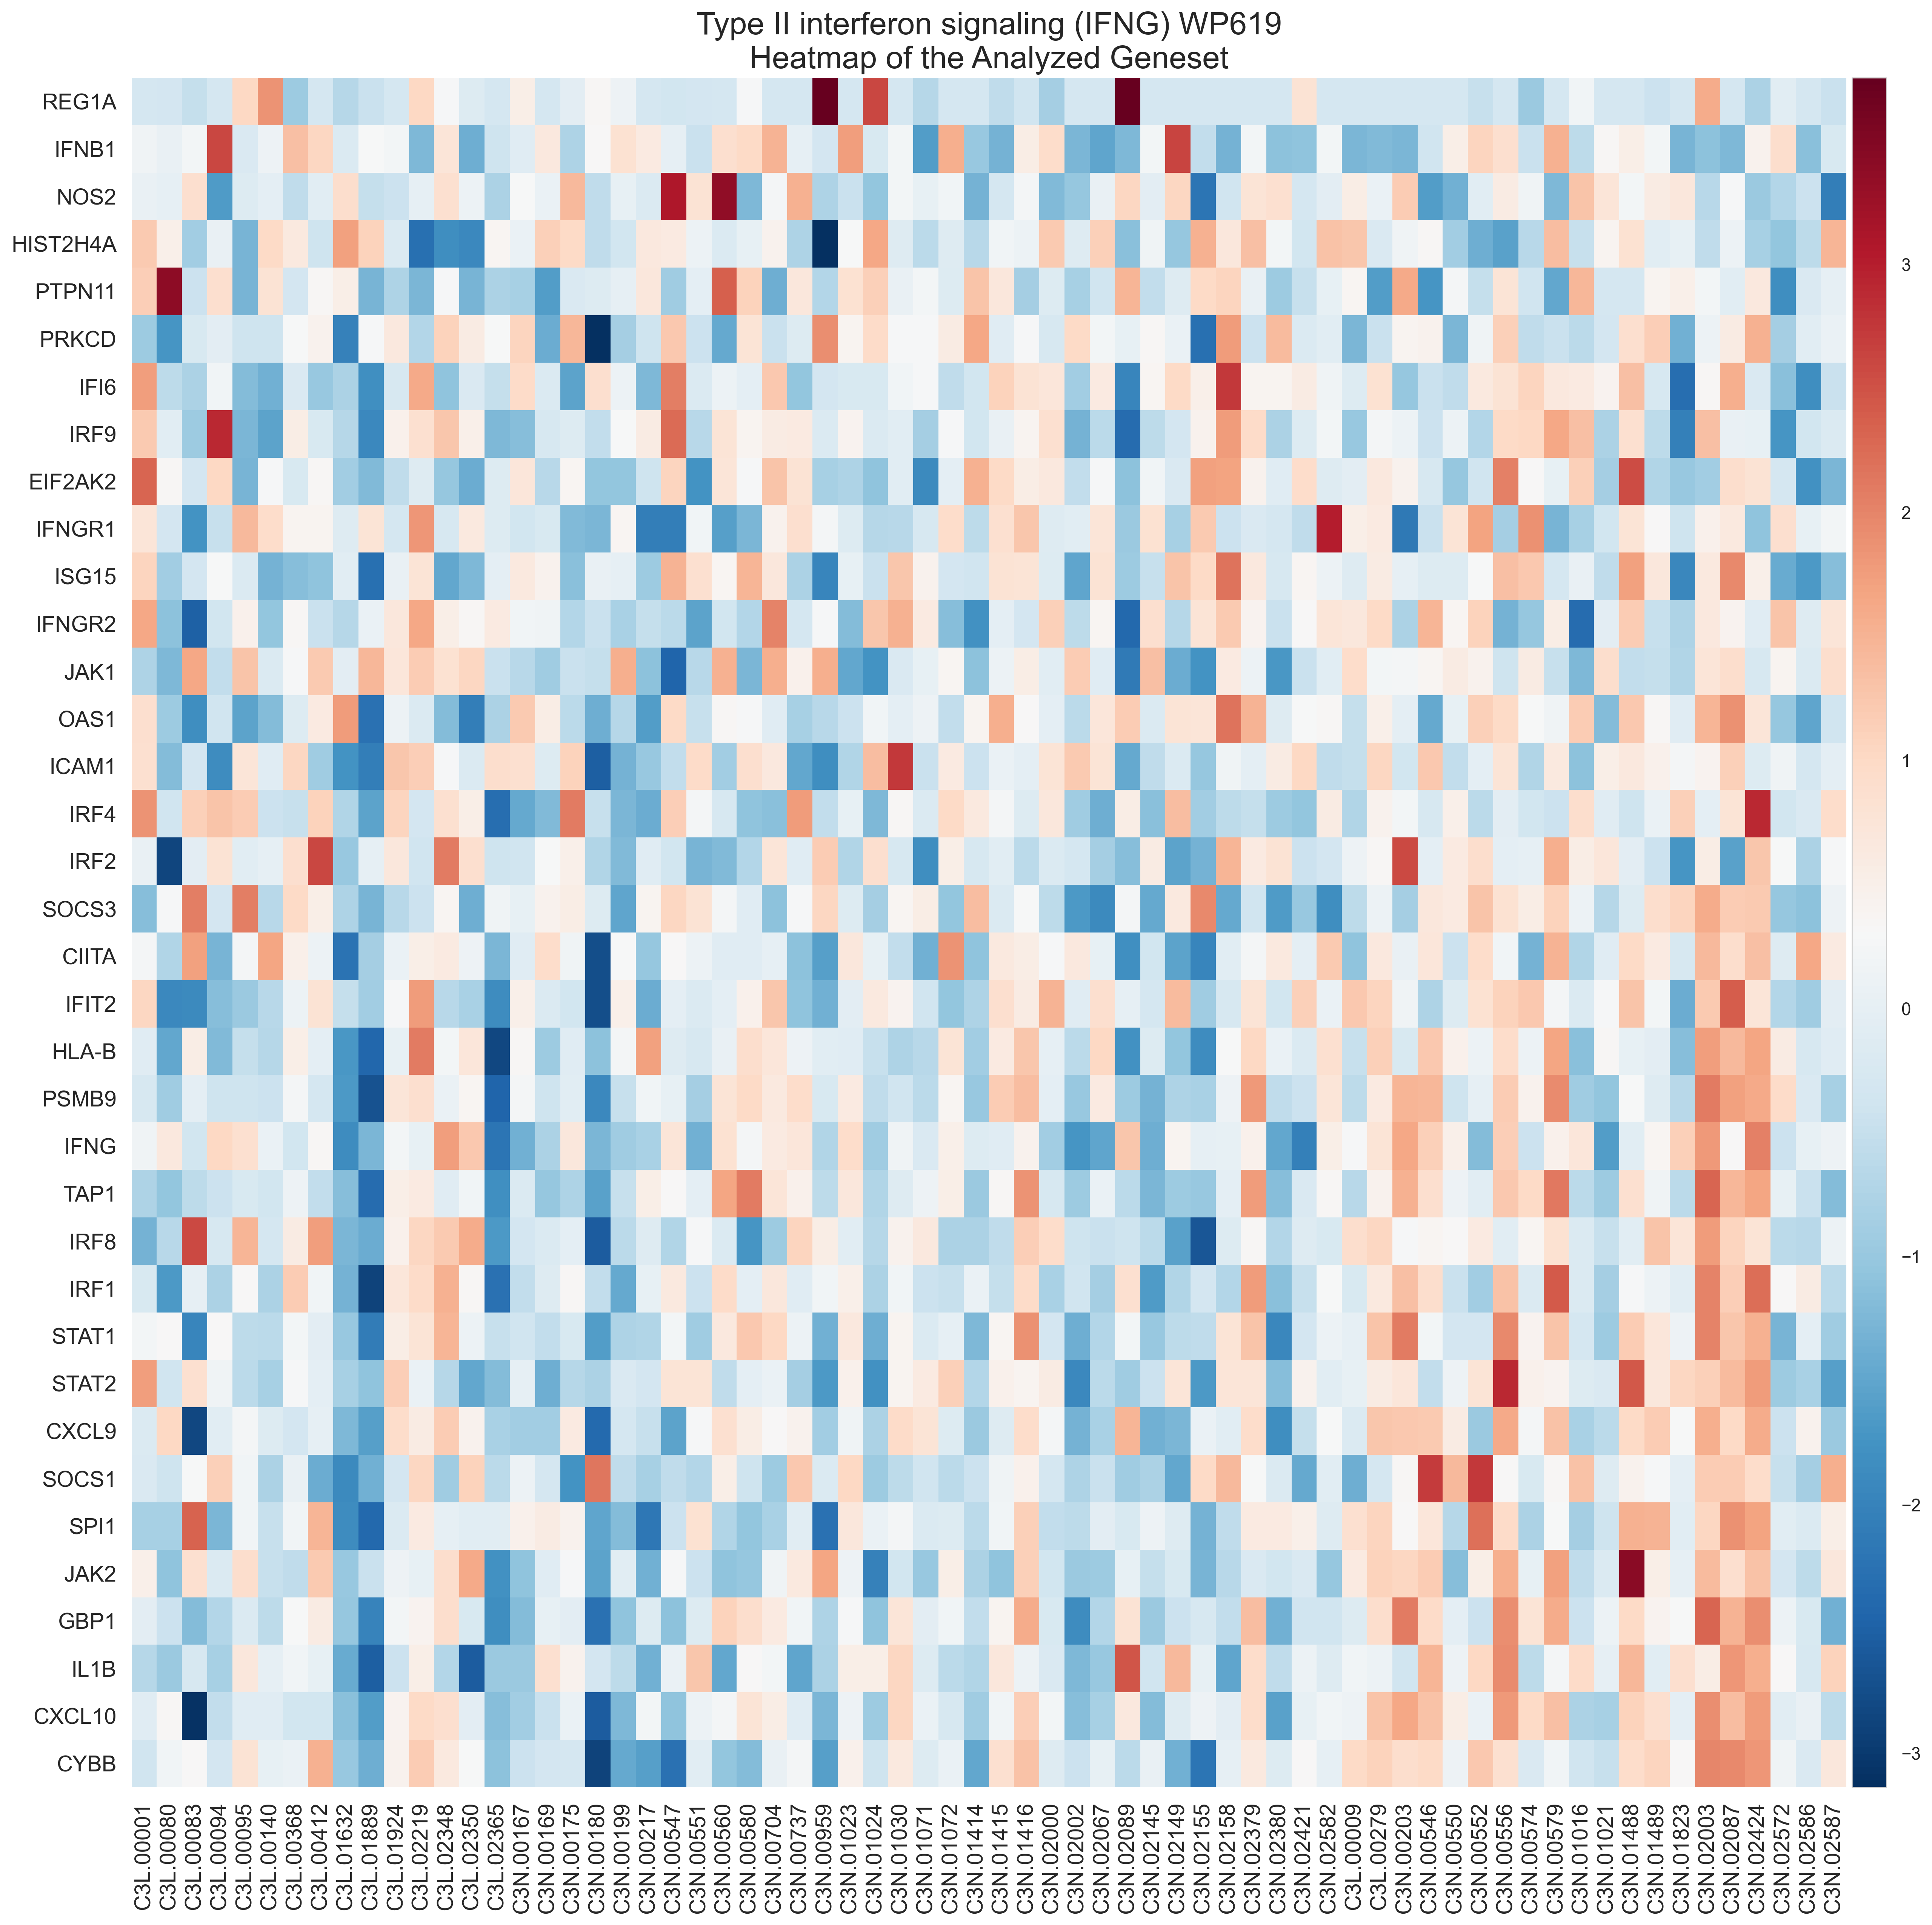 Type II interferon signaling (IFNG) WP619
Heatmap of the Analyzed Geneset
REG1A
IFNB1
NOS2
HIST2H4A
PTPN11
PRKCD
IFI6
IRF9
EIF2AK2
IFNGR1
ISG15
IFNGR2
JAK1
OAS1
ICAM1
IRF4
IRF2
SOCS3
CIITA
IFIT2
HLA-B
PSMB9
IFNG
TAP1
IRF8
IRF1
STAT1
STAT2
CXCL9
SOCS1
SPI1
JAK2
GBP1
IL1B
CXCL10
CYBB
3
2
1
0
−1
−2
−3
C3L.00001
C3L.00080
C3L.00083
C3L.00094
C3L.00095
C3L.00140
C3L.00368
C3L.00412
C3L.01632
C3L.01889
C3L.01924
C3L.02219
C3L.02348
C3L.02350
C3L.02365
C3N.00167
C3N.00169
C3N.00175
C3N.00180
C3N.00199
C3N.00217
C3N.00547
C3N.00551
C3N.00560
C3N.00580
C3N.00704
C3N.00737
C3N.00959
C3N.01023
C3N.01024
C3N.01030
C3N.01071
C3N.01072
C3N.01414
C3N.01415
C3N.01416
C3N.02000
C3N.02002
C3N.02067
C3N.02089
C3N.02145
C3N.02149
C3N.02155
C3N.02158
C3N.02379
C3N.02380
C3N.02421
C3N.02582
C3L.00009
C3L.00279
C3N.00203
C3N.00546
C3N.00550
C3N.00552
C3N.00556
C3N.00574
C3N.00579
C3N.01016
C3N.01021
C3N.01488
C3N.01489
C3N.01823
C3N.02003
C3N.02087
C3N.02424
C3N.02572
C3N.02586
C3N.02587